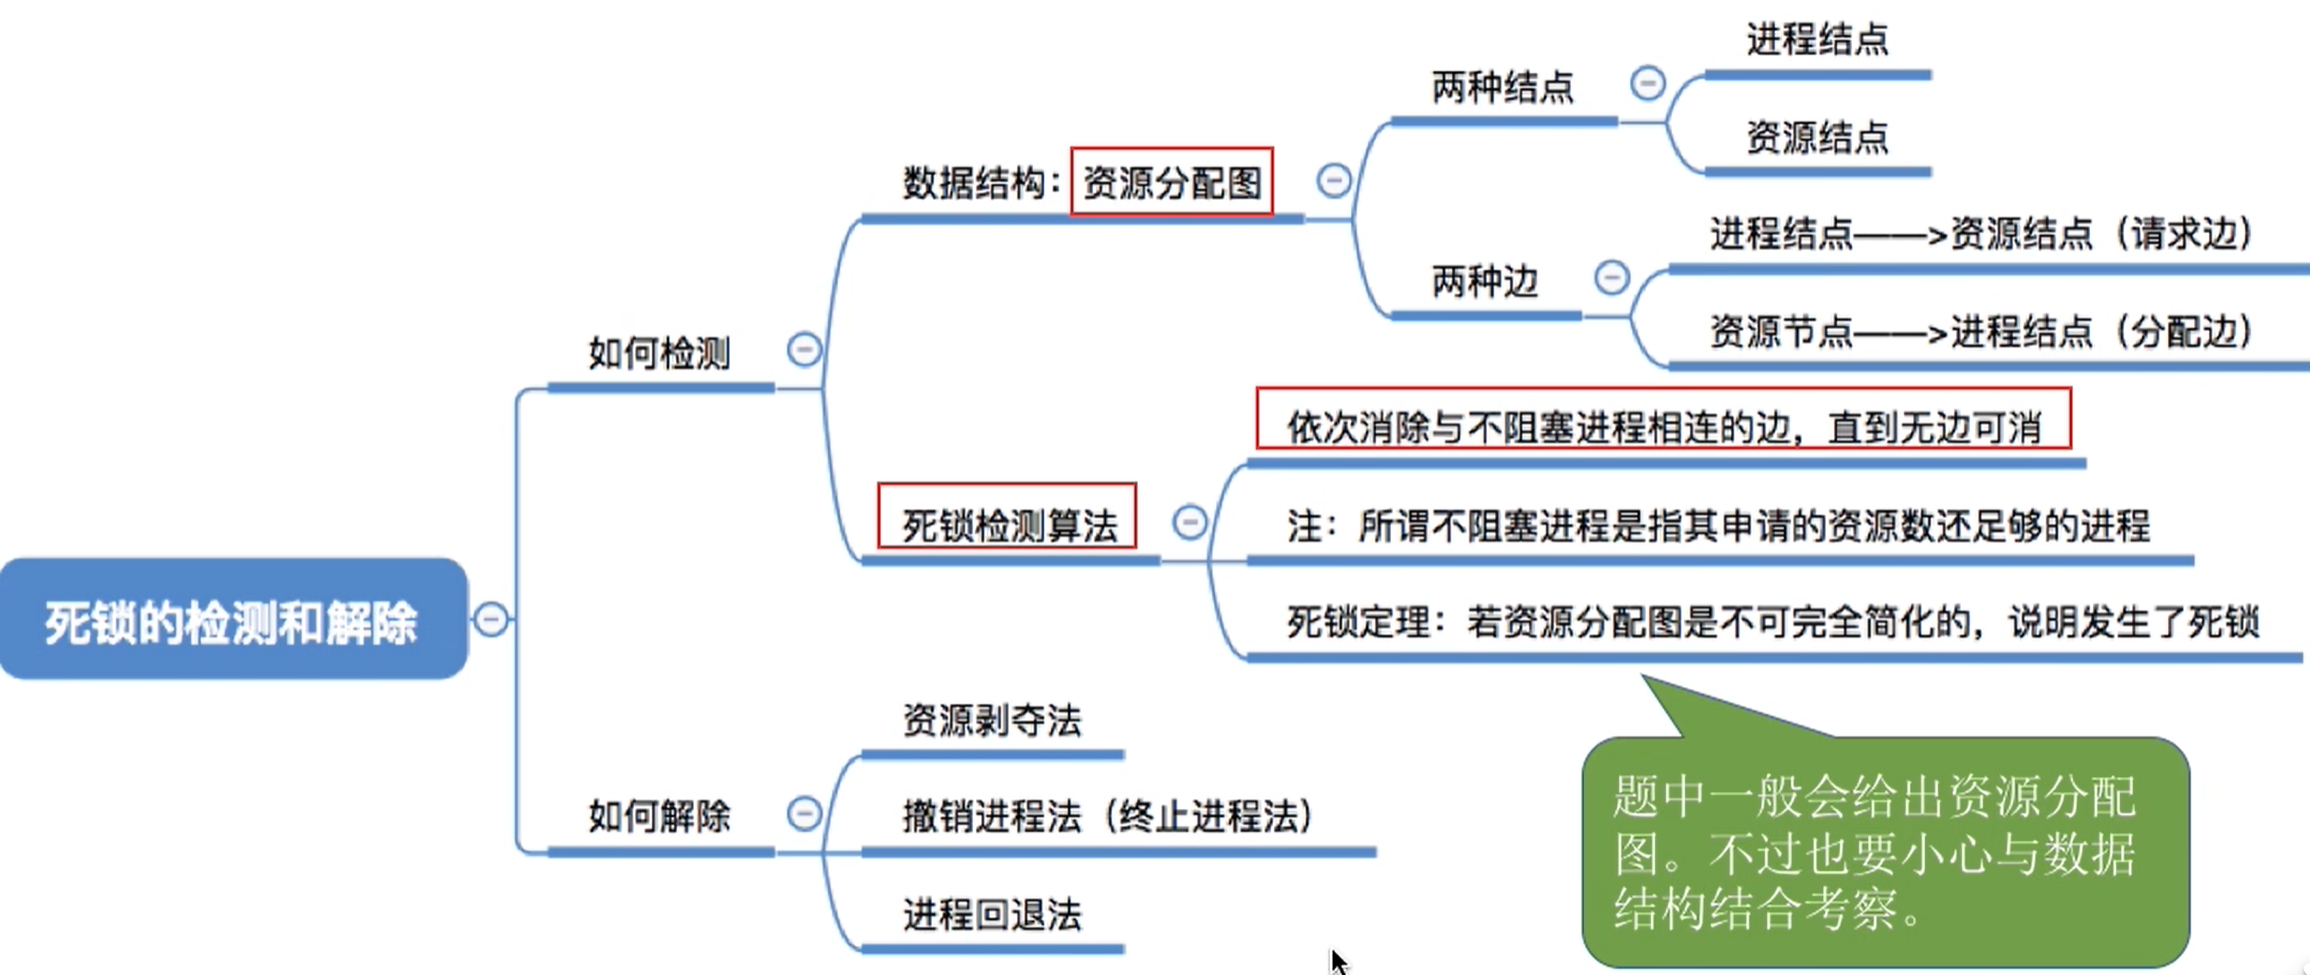 死锁的检测和解除
如何检测
数据结构：资源分配图
两种结点
进程结点
资源结点
两种边
进程结点——>资源结点（请求边）
资源节点——>进程结点（分配边）
死锁检测算法
依次消除与不阻塞进程相连的边，直到无边可消
注：所谓不阻塞进程是指其申请的资源数还足够的进程
死锁定理：若资源分配图是不可完全简化的，说明发生了死锁
如何解除
资源剥夺法
撤销进程法（终止进程法）
进程回退法
题中一般会给出资源分配
图。不过也要小心与数据
结构结合考察。